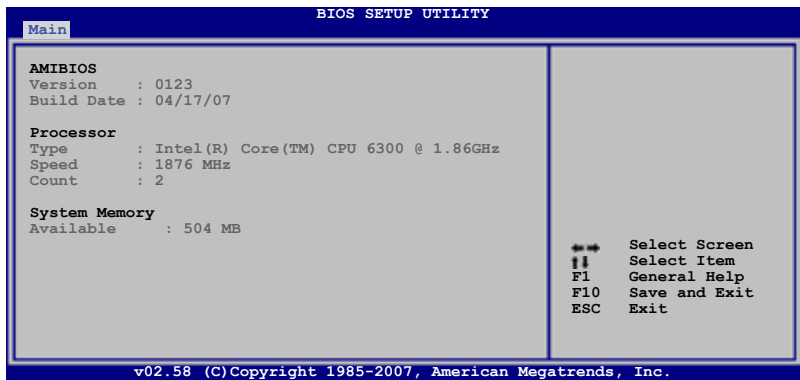 BIOS SETUP UTILITY
Main
AMIBIOS
Version : 0123
Build Date : 04/17/07
Processor
Type : Intel(R) Core(TM) CPU 6300 @ 1.86GHz
Speed : 1876 MHz
Count : 2
System Memory
Available : 504 MB
←→ Select Screen
↑↓ Select Item
F1 General Help
F10 Save and Exit
ESC Exit
v02.58 (C)Copyright 1985-2007, American Megatrends, Inc.